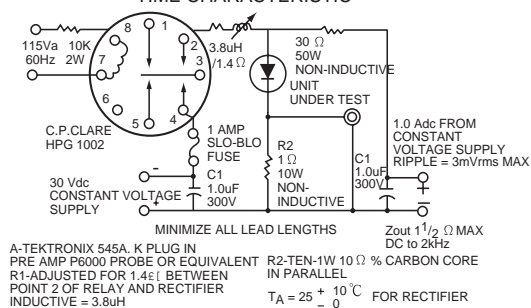 TIME CHARACTERISTIC
115Va
60Hz
10K
2W
8
1
2
7
3
6
5
4
C.P.CLARE
HPG 1002
3.8uH
/1.4 Ω
30 Ω
50W
NON-INDUCTIVE
UNIT
UNDER TEST
1 AMP
SLO-BLO
FUSE
R2
1 Ω
10W
NON-
INDUCTIVE
C1
1.0uF
300V
1.0 Adc FROM
CONSTANT
VOLTAGE SUPPLY
RIPPLE = 3mVrms MAX
+
−
30 Vdc
CONSTANT VOLTAGE
SUPPLY
-
+
C1
1.0uF
300V
MINIMIZE ALL LEAD LENGTHS
Zout 1 1/2 Ω MAX
DC to 2kHz
A-TEKTRONIX 545A. K PLUG IN
PRE AMP P6000 PROBE OR EQUIVALENT
R1-ADJUSTED FOR 1.4£[ BETWEEN
POINT 2 OF RELAY AND RECTIFIER
INDUCTIVE = 3.8uH
R2-TEN-1W 10 Ω % CARBON CORE
IN PARALLEL
TA = 25 + 10 °C FOR RECTIFIER
- 0